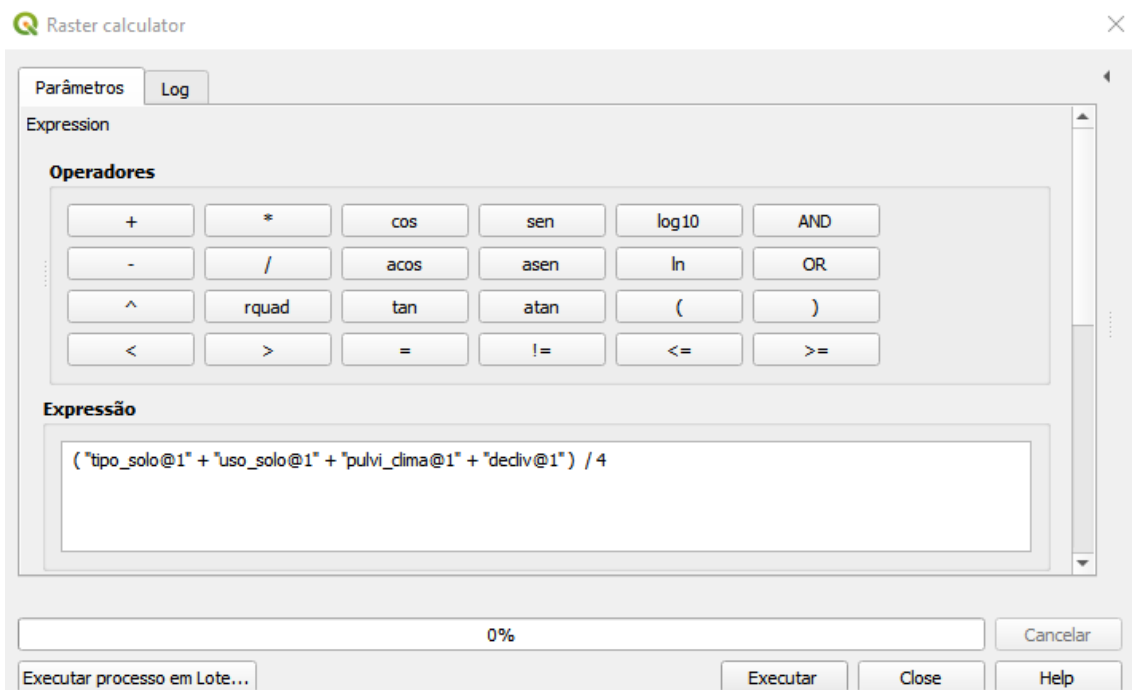 Raster calculator
Parâmetros Log
Expression
Operadores
+ * cos sen log10 AND
- / acos asen ln OR
^ rquad tan atan ( )
< > = != <= >=
Expressão
( "tipo_solo@1" + "uso_solo@1" + "pulvi_clima@1" + "decliv@1" ) / 4
0% Cancelar
Executar processo em Lote... Executar Close Help